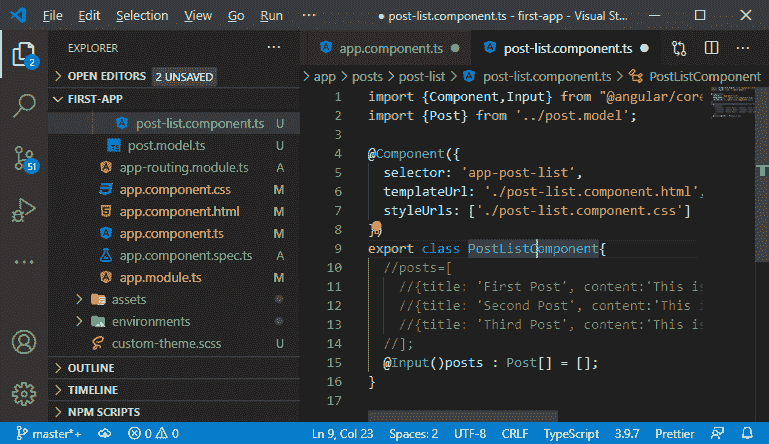 File Edit Selection View Go Run ··· ● post-list.component.ts - first-app - Visual St...
EXPLORER ···
OPEN EDITORS 2 UNSAVED
FIRST-APP
post-list.component.ts U
post.model.ts U
app-routing.module.ts A
app.component.css M
app.component.html M
app.component.ts M
app.component.spec.ts A
app.module.ts M
assets
environments
custom-theme.scss U
OUTLINE
TIMELINE
NPM SCRIPTS
2
51
app.component.ts ● post-list.component.ts ● ···
> app > posts > post-list > post-list.component.ts > PostListComponent
1 import {Component,Input} from "@angular/core
2 import {Post} from '../post.model';
3
4 @Component({
5 selector: 'app-post-list',
6 templateUrl: './post-list.component.html',
7 styleUrls: ['./post-list.component.css']
8 })
9 export class PostListComponent{
10 //posts=[
11 //{title: 'First Post', content:'This is
12 //{title: 'Second Post', content:'This i
13 //{title: 'Third Post', content:'This is
14 //];
15 @Input()posts : Post[] = [];
16 }
17
master*+ 0 0 Ln 9, Col 23 Spaces: 2 UTF-8 CRLF TypeScript 3.9.7 Prettier